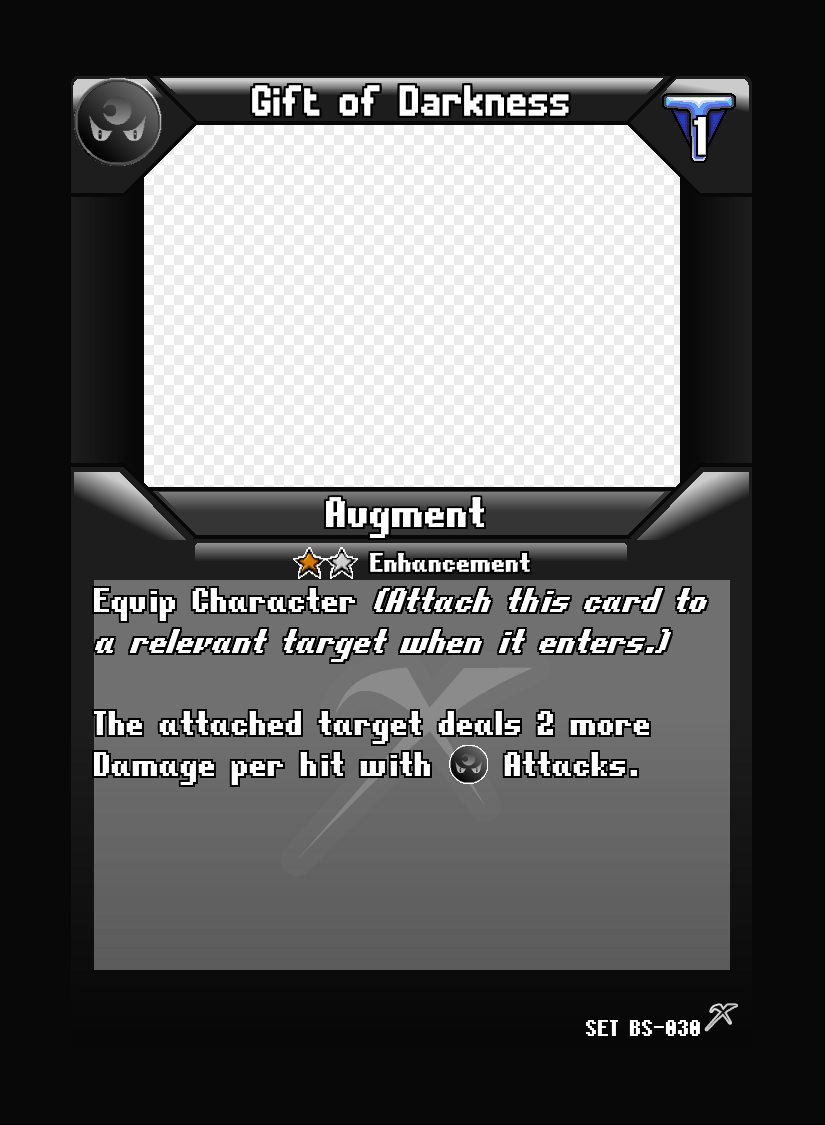 Gift of Darkness
1
Augment
Enhancement
Equip Character (Attach this card to
a relevant target when it enters.)
The attached target deals 2 more
Damage per hit with Attacks.
SET BS-030